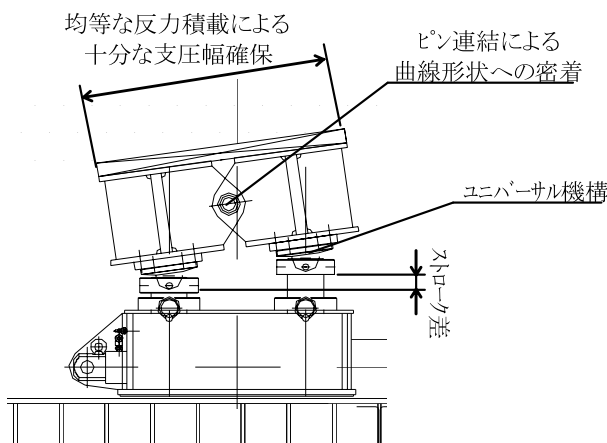 均等な反力積載による
十分な支圧幅確保
ピン連結による
曲線形状への密着
ユニバーサル機構
ストローク差